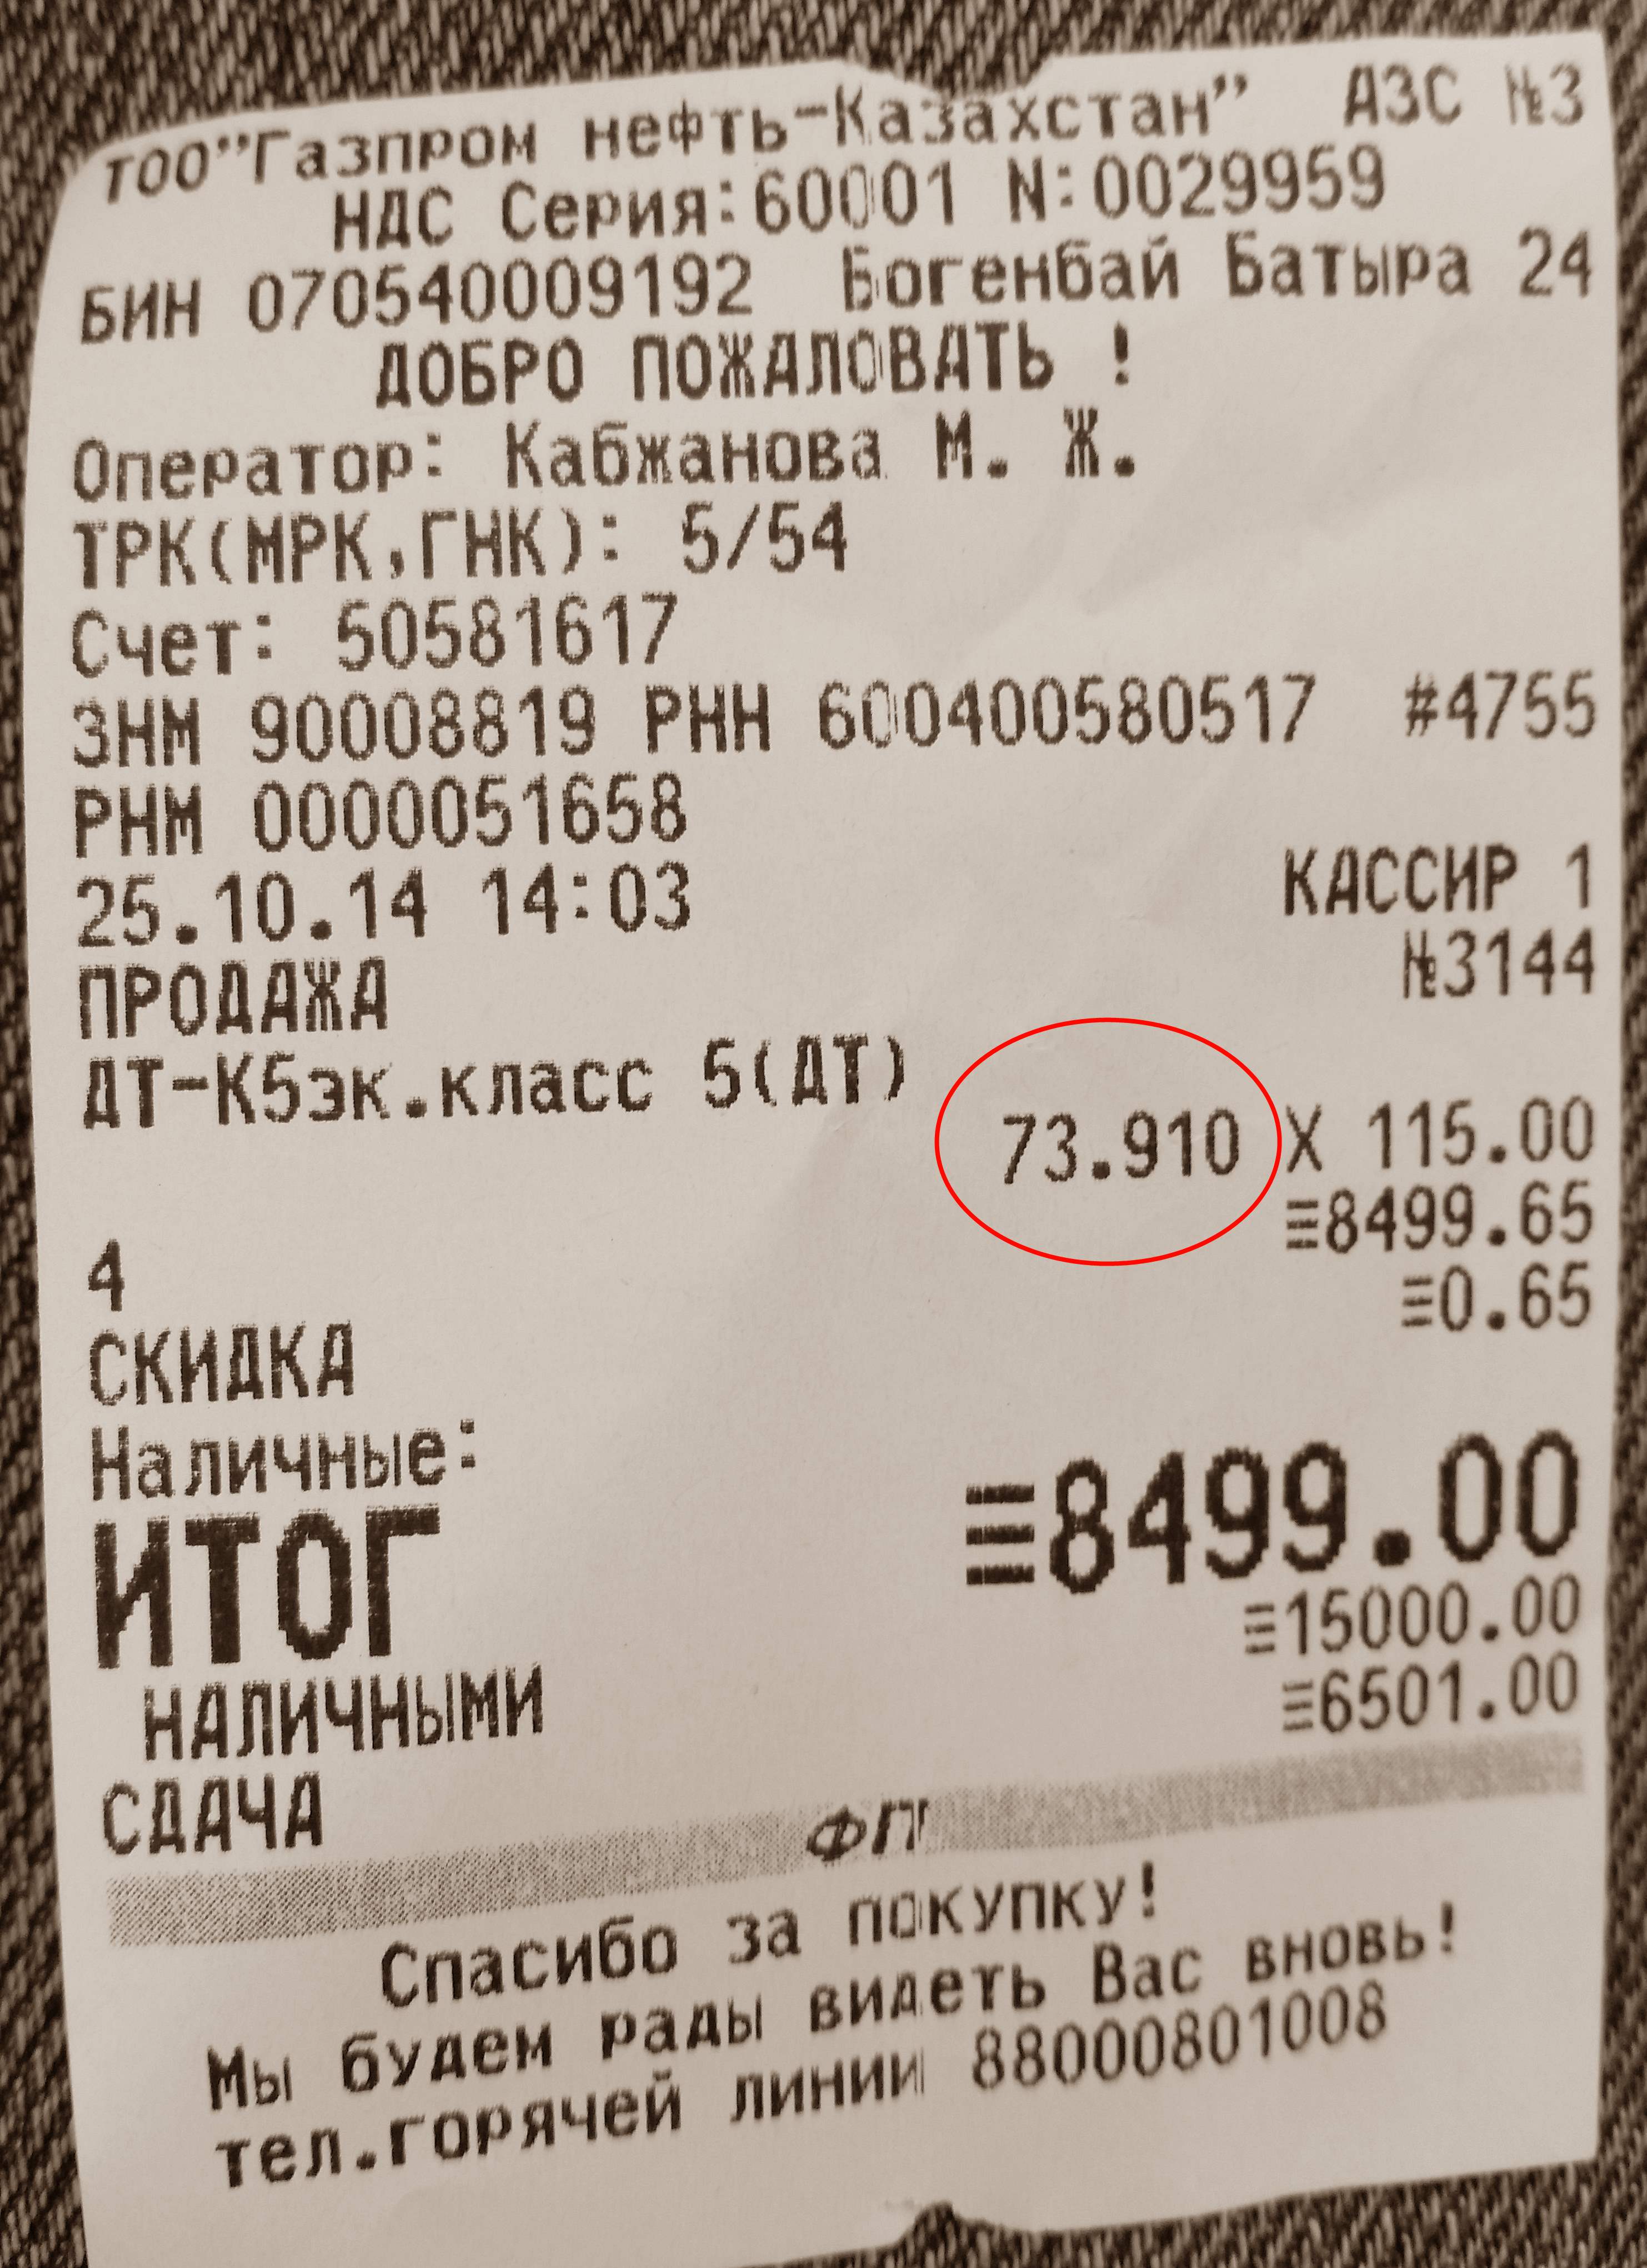 ТОО"Газпром нефть-Казахстан" АЗС №3
НДС Серия:60001 N:0029959
БИН 070540009192 Богенбай Батыра 24
ДОБРО ПОЖАЛОВАТЬ !
Оператор: Кабжанова М. Ж.
ТРК(МРК,ГНК): 5/54
Счет: 50581617
ЗНМ 90008819 РНН 600400580517 #4755
РНМ 0000051658
25.10.14 14:03 КАССИР 1
ПРОДАЖА №3144
ДТ-К5эк.класс 5(ДТ)
73.910 X 115.00
4 ≡8499.65
СКИДКА ≡0.65
Наличные:
ИТОГ ≡8499.00
НАЛИЧНЫМИ ≡15000.00
СДАЧА ≡6501.00
ФП
Спасибо за покупку!
Мы будем рады видеть Вас вновь!
тел.горячей линии 88000801008